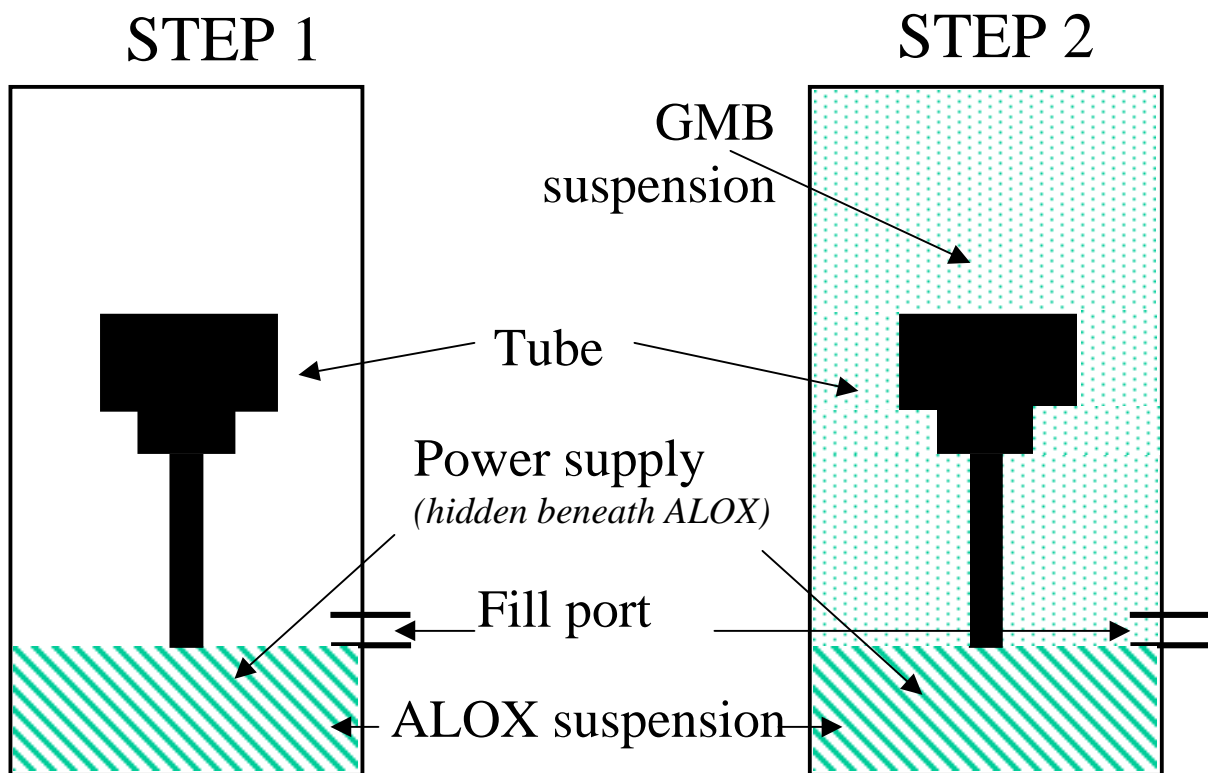 STEP 1
STEP 2
GMB
suspension
Tube
Power supply
(hidden beneath ALOX)
Fill port
ALOX suspension